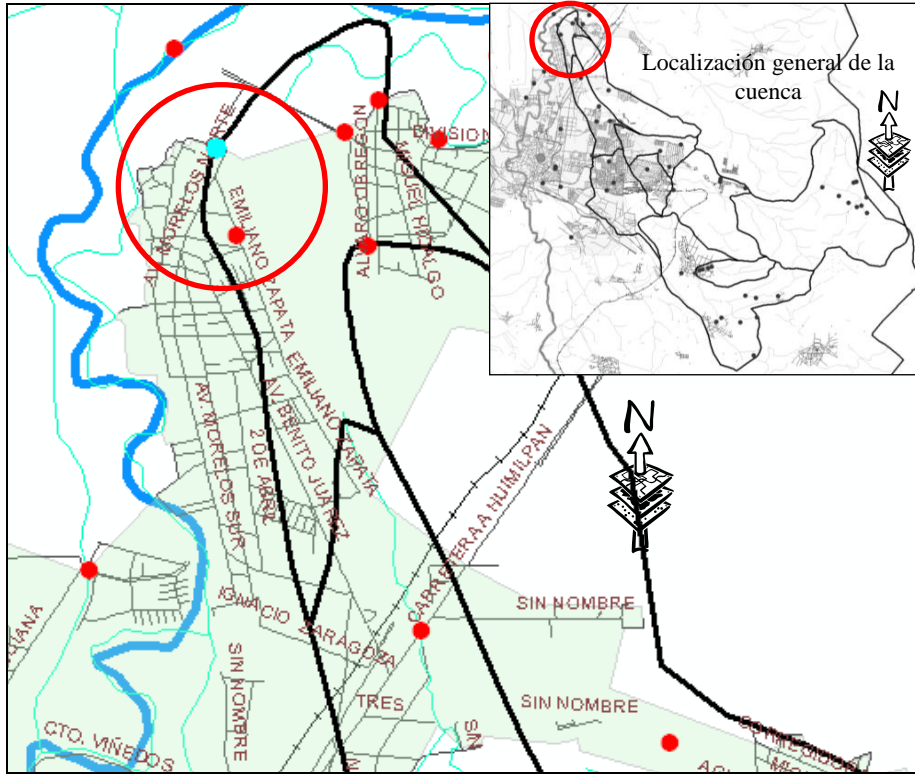 Localización general de la
cuenca
N
DIVISION
ALVARO OBREGON
MIGUEL HIDALGO
AV. MORELOS NORTE
EMILIANO ZAPATA
EMILIANO ZAPATA
AV. BENITO JUAREZ
2 DE ABRIL
AV. MORELOS SUR
N
CARRETERA A HUIMILPAN
IGNACIO ZARAGOZA
SIN NOMBRE
SIN NOMBRE
SIN NOMBRE
TRES
SIN
CTO. VIÑEDOS